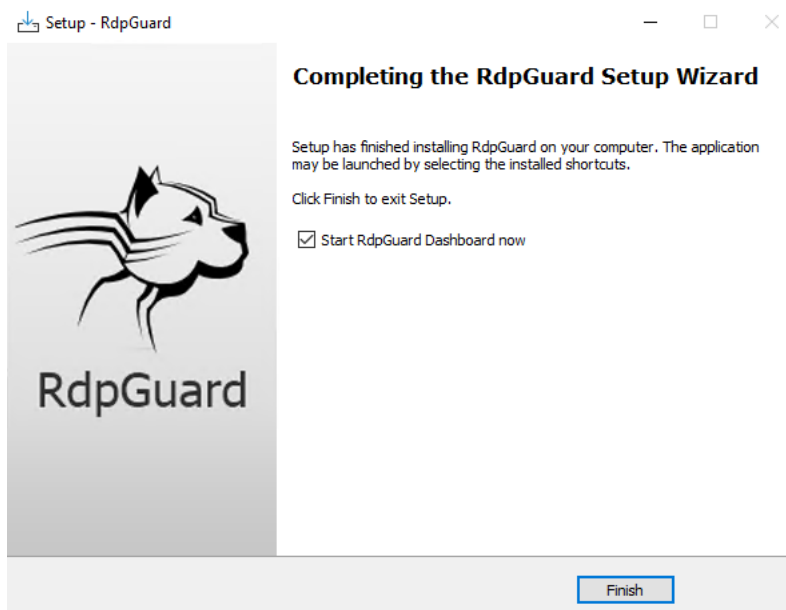 Setup - RdpGuard
Completing the RdpGuard Setup Wizard
Setup has finished installing RdpGuard on your computer. The application
may be launched by selecting the installed shortcuts.
Click Finish to exit Setup.
Start RdpGuard Dashboard now
RdpGuard
Finish